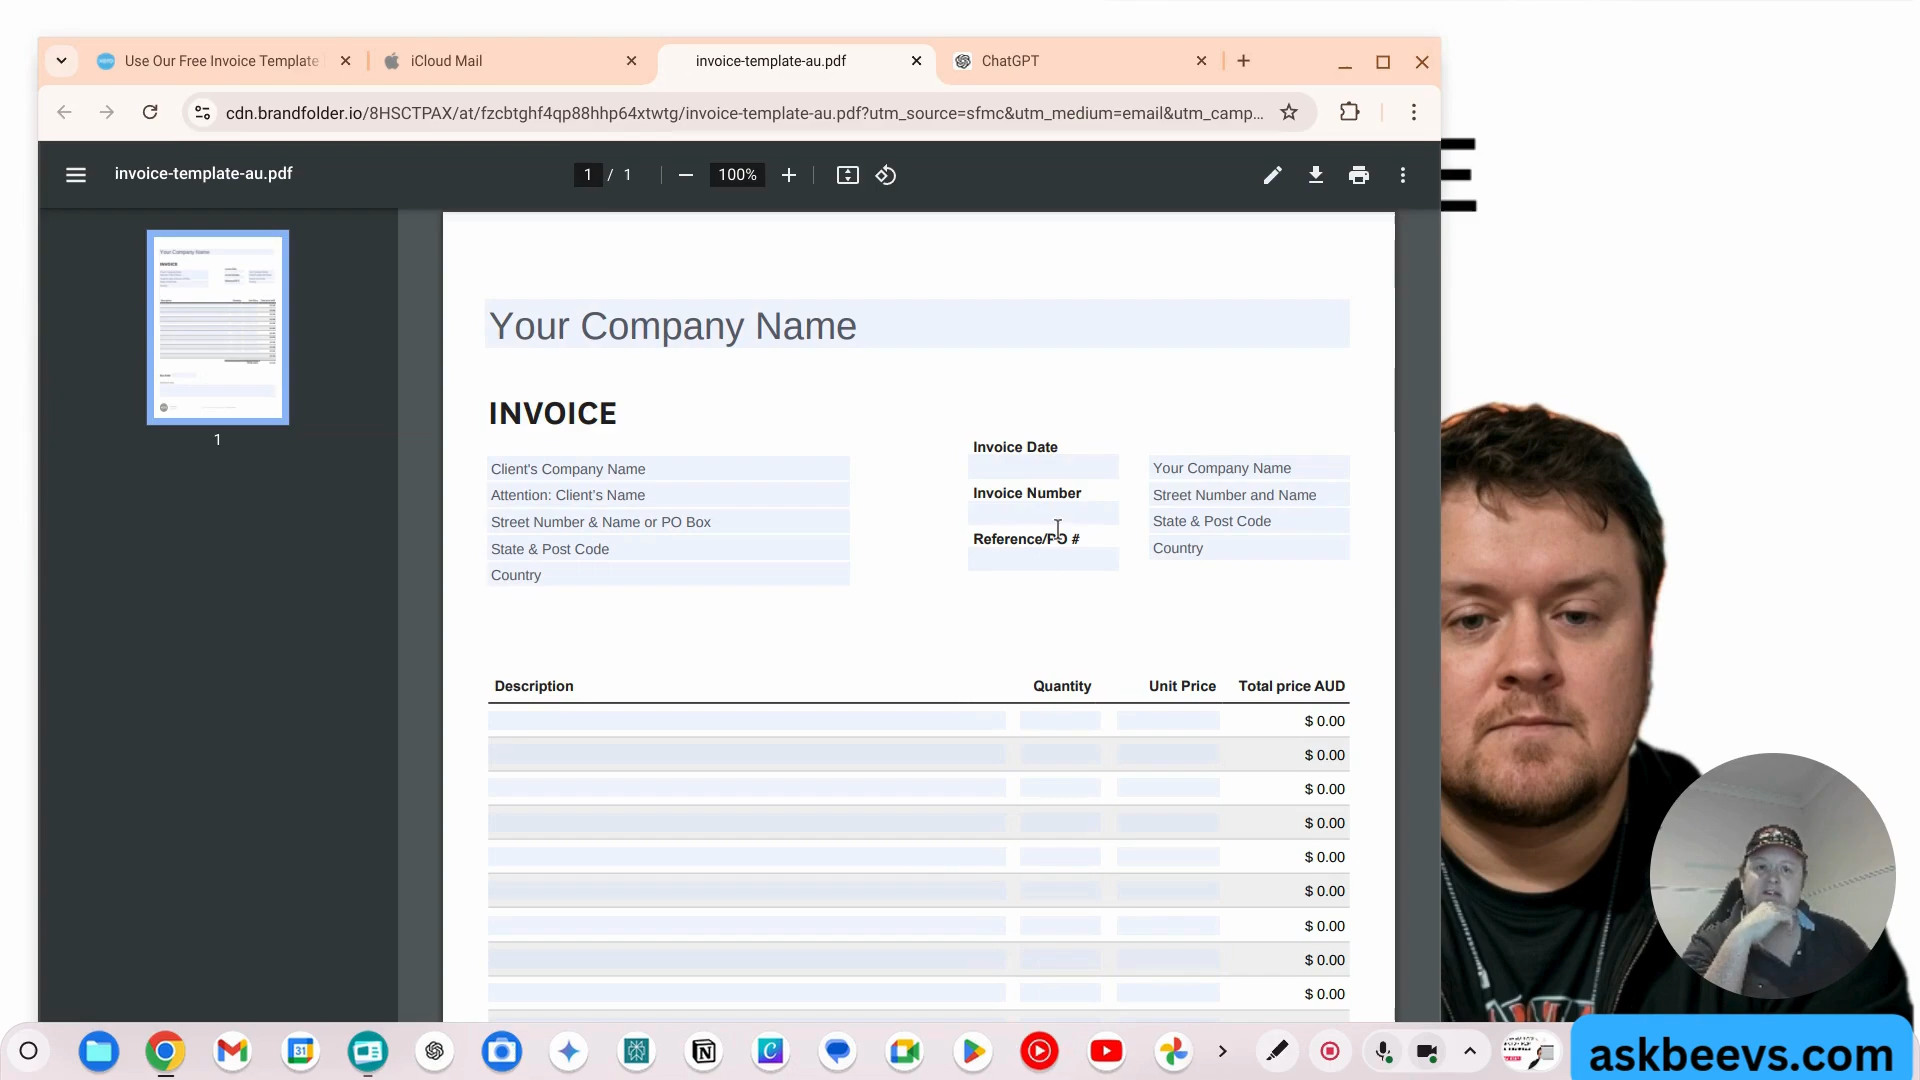 Use Our Free Invoice Template
iCloud Mail
invoice-template-au.pdf
ChatGPT
cdn.brandfolder.io/8HSCTPAX/at/fzcbtghf4qp88hhp64xtwtg/invoice-template-au.pdf?utm_source=sfmc&utm_medium=email&utm_camp...
invoice-template-au.pdf
1 / 1
100%
1
Your Company Name
INVOICE
Client's Company Name
Attention: Client's Name
Street Number & Name or PO Box
State & Post Code
Country
Invoice Date
Invoice Number
Reference/PO #
Your Company Name
Street Number and Name
State & Post Code
Country
Description Quantity Unit Price Total price AUD
$ 0.00
$ 0.00
$ 0.00
$ 0.00
$ 0.00
$ 0.00
$ 0.00
$ 0.00
$ 0.00
askbeevs.com